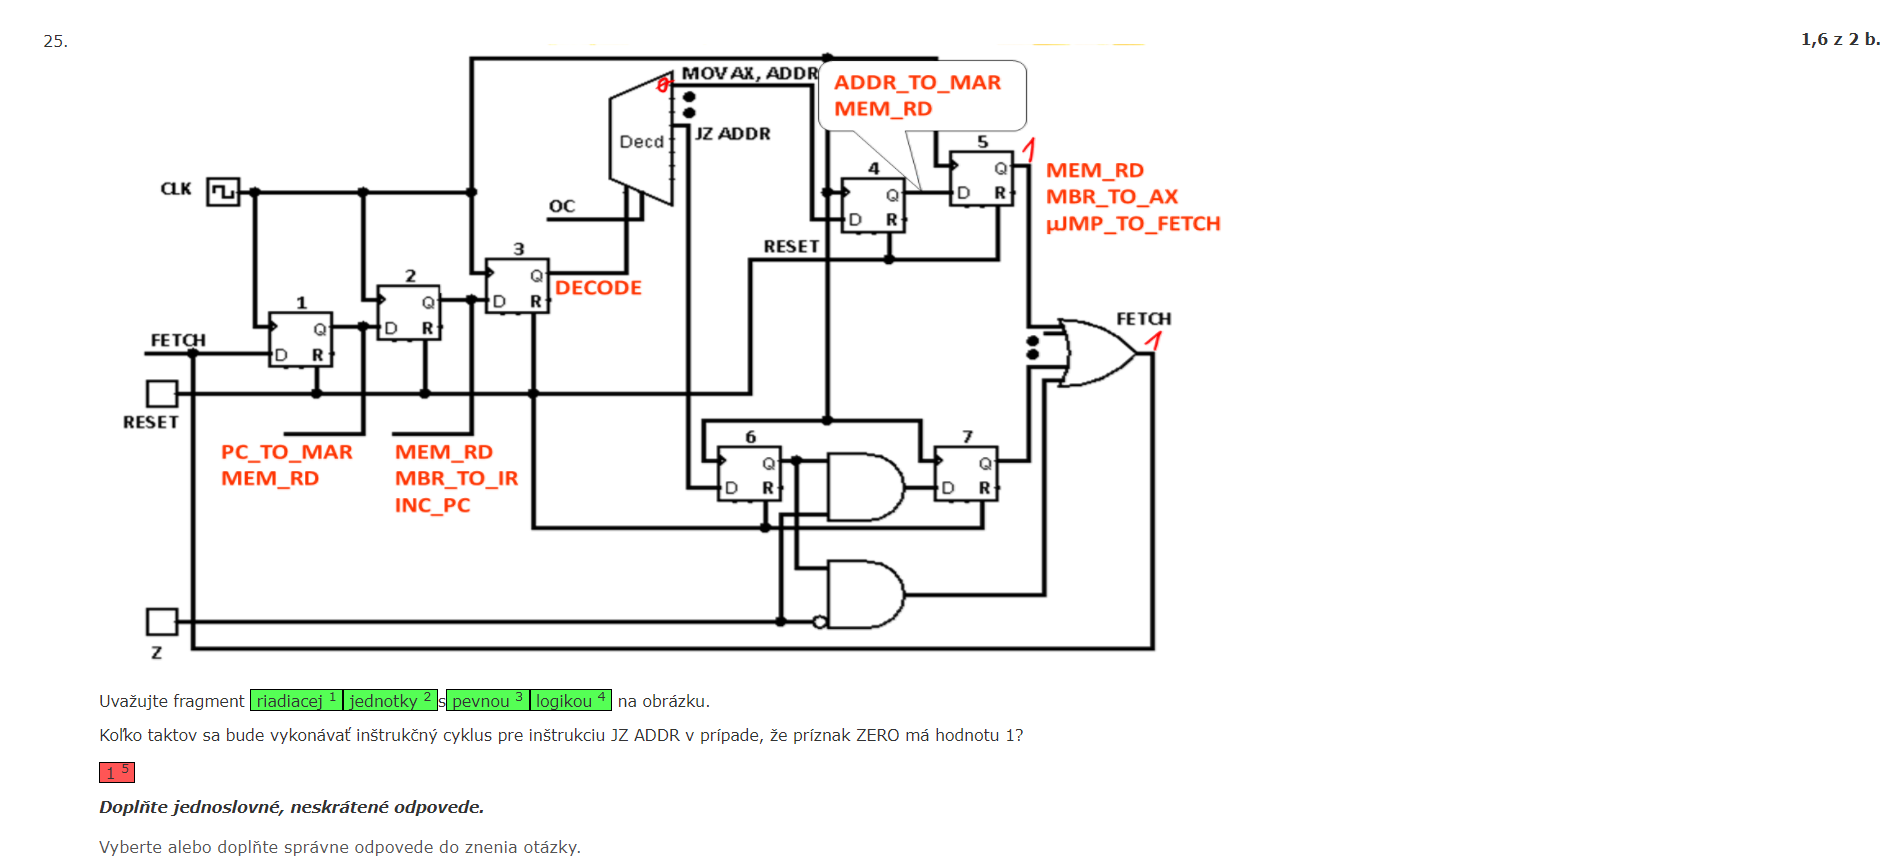 25.
1,6 z 2 b.
MOV AX, ADDR
0
ADDR_TO_MAR
MEM_RD
JZ ADDR
Decd
5
1
D Q R
MEM_RD
MBR_TO_AX
µJMP_TO_FETCH
4
D Q R
CLK
OC
RESET
3
D Q R
DECODE
2
D Q R
1
D Q R
FETCH
FETCH
1
RESET
PC_TO_MAR
MEM_RD
MEM_RD
MBR_TO_IR
INC_PC
6
D Q R
7
D Q R
Z
Uvažujte fragment riadiacej 1 jednotky 2 s pevnou 3 logikou 4 na obrázku.
Koľko taktov sa bude vykonávať inštrukčný cyklus pre inštrukciu JZ ADDR v prípade, že príznak ZERO má hodnotu 1?
1 5
Doplňte jednoslovné, neskrátené odpovede.
Vyberte alebo doplňte správne odpovede do znenia otázky.